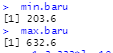 > min.baru
[1] 203.6
> max.baru
[1] 632.6